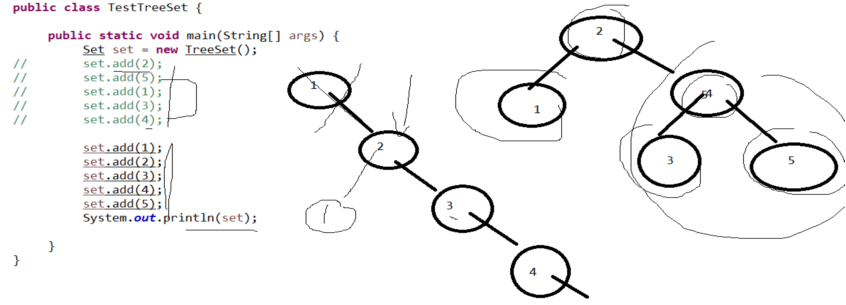 public class TestTreeSet {
public static void main(String[] args) {
Set set = new TreeSet();
// set.add(2);
// set.add(5);
// set.add(1);
// set.add(3);
// set.add(4);
set.add(1);
set.add(2);
set.add(3);
set.add(4);
set.add(5);
System.out.println(set);
}
}
1
2
3
4
1
2
1
4
3
5